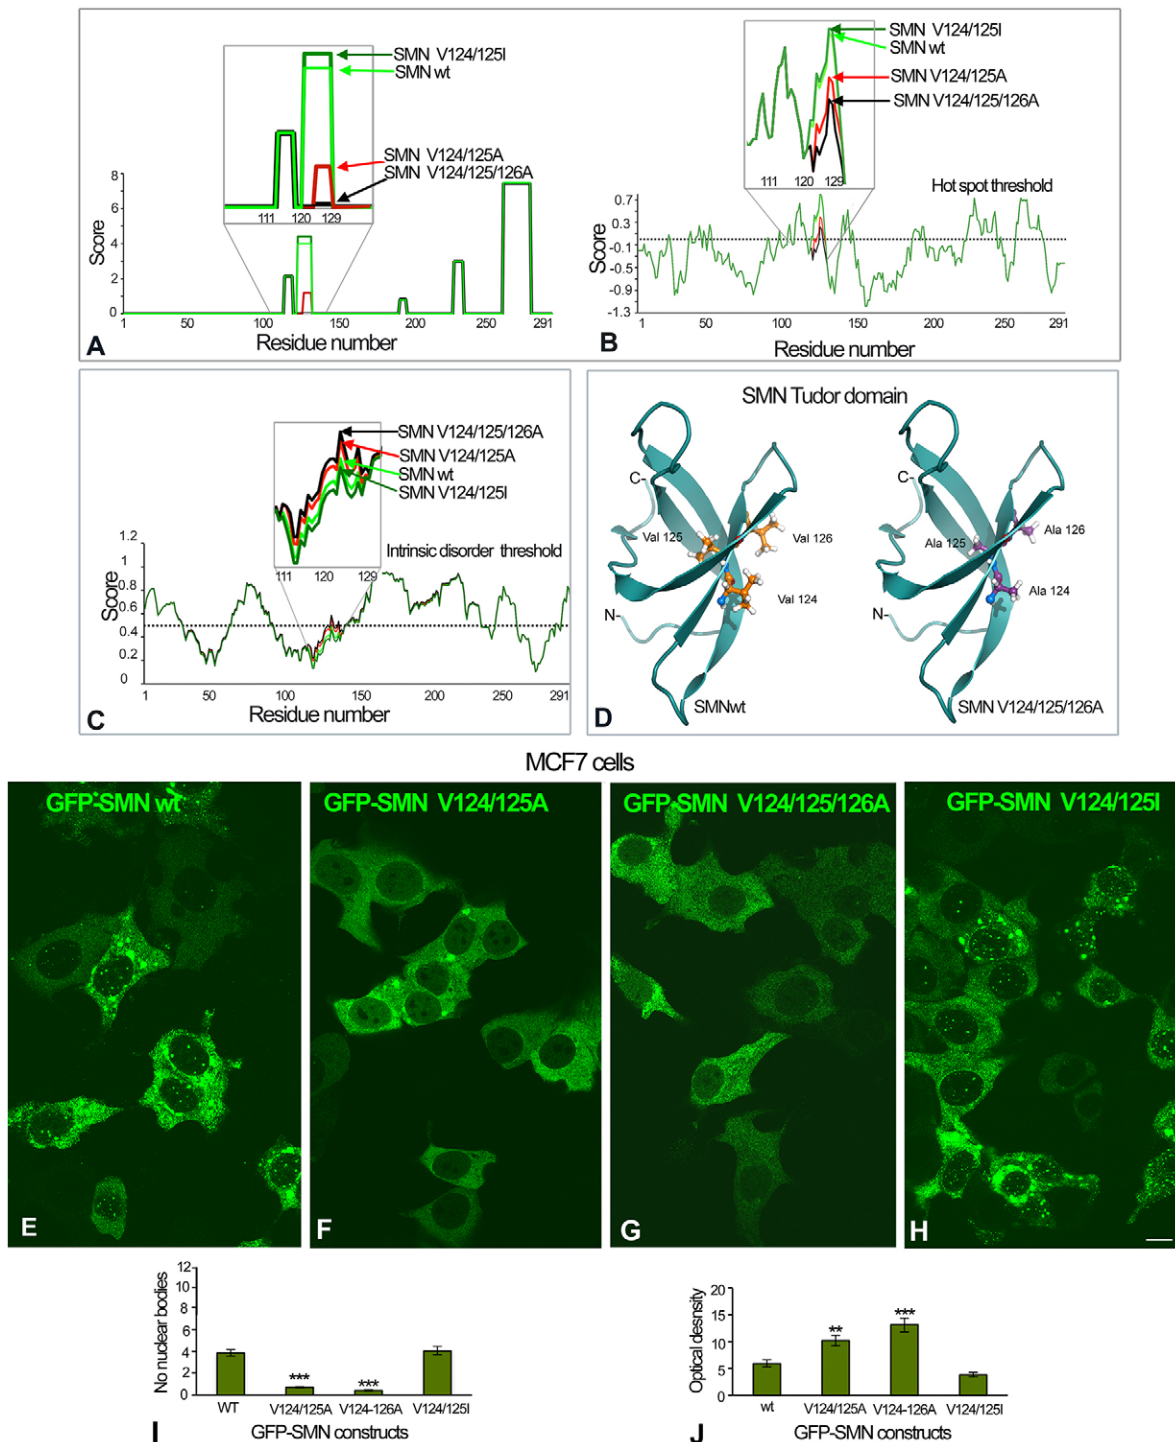 SMN V124/125I
SMN wt
SMN V124/125A
SMN V124/125/126A
111 120 129
8
6
4
2
0
Score
1 50 100 150 200 250 291
Residue number
A
SMN V124/125I
SMN wt
SMN V124/125A
SMN V124/125/126A
111 120 129
Hot spot threshold
0.7
0.3
-0.1
-0.5
-0.9
-1.3
Score
1 50 100 150 200 250 291
Residue number
B
SMN V124/125/126A
SMN V124/125A
SMN wt
SMN V124/125I
111 120 129
Intrinsic disorder threshold
1.2
1
0.8
0.6
0.4
0.2
0
Score
1 50 100 150 200 250 291
Residue number
C
SMN Tudor domain
C-
Val 125
Val 126
Val 124
N-
SMNwt
C-
Ala 125
Ala 126
Ala 124
N-
SMN V124/125/126A
D
MCF7 cells
GFP-SMN wt
E
GFP-SMN V124/125A
F
GFP-SMN V124/125/126A
G
GFP-SMN V124/125I
H
No nuclear bodies
12
10
8
6
4
2
0
***
***
WT V124/125A V124-126A V124/125I
GFP-SMN constructs
I
Optical desnsity
20
15
10
5
0
**
***
wt V124/125A V124-126A V124/125I
GFP-SMN constructs
J